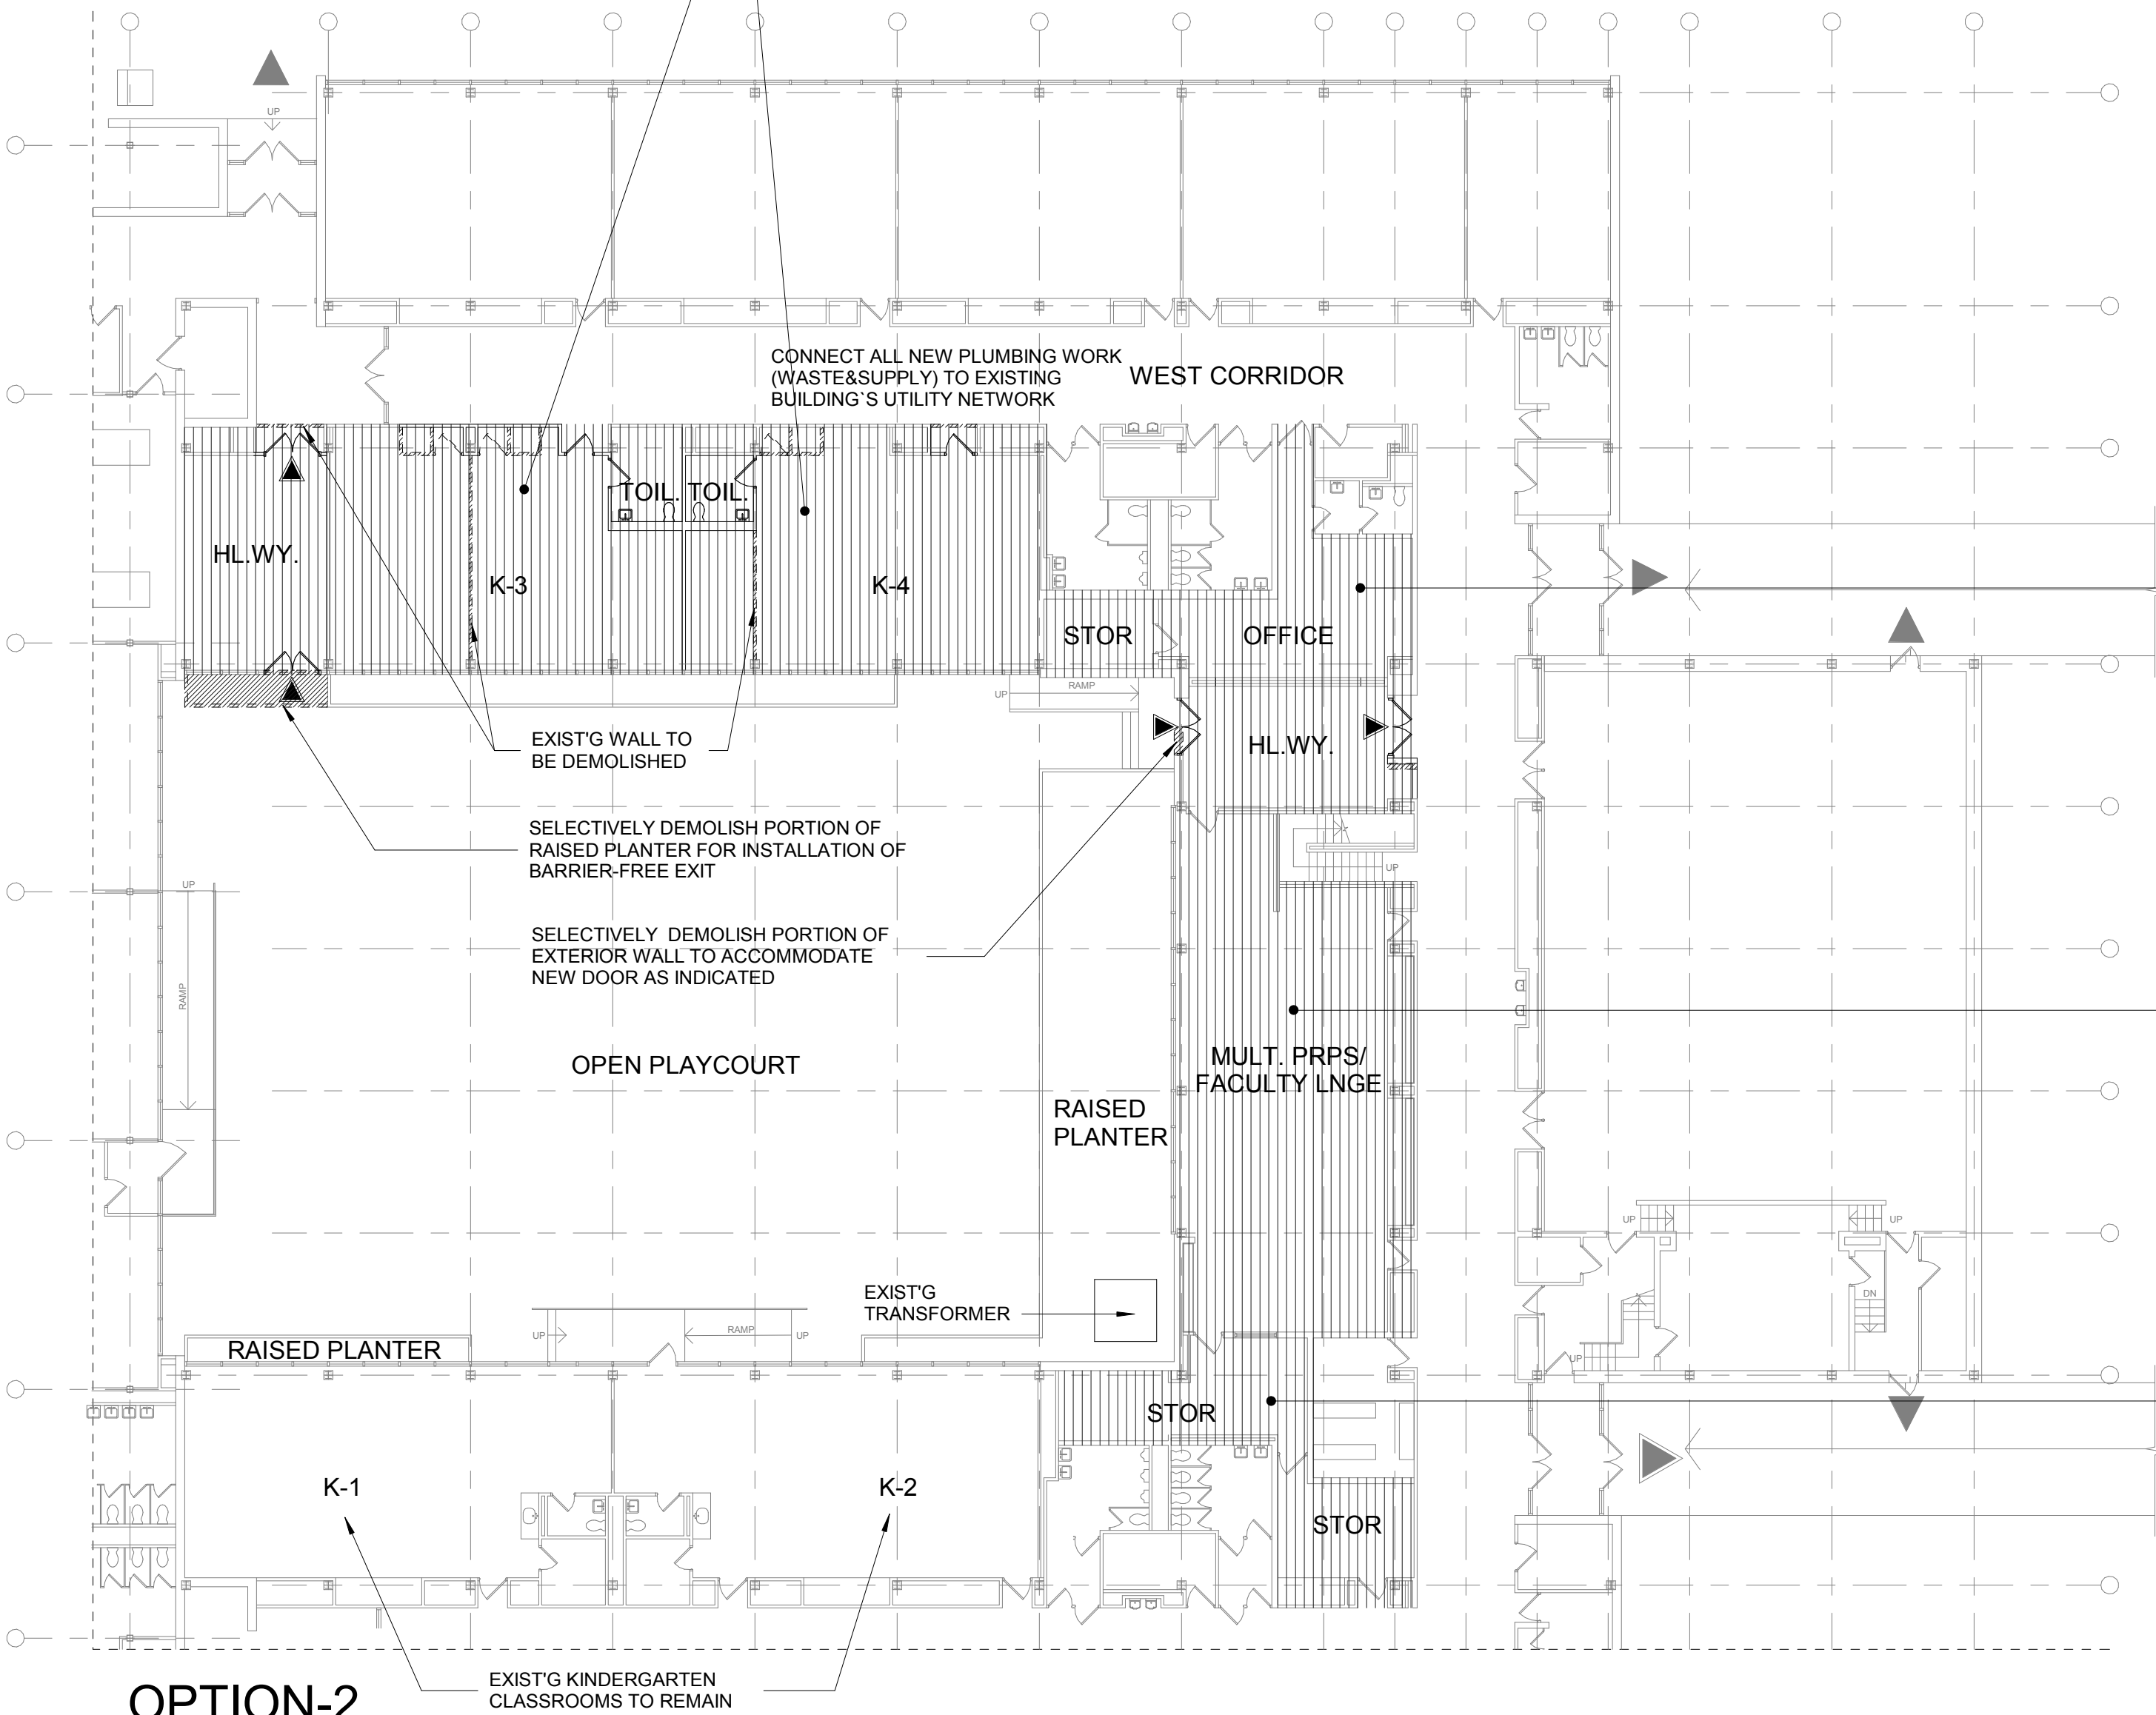 UP
CONNECT ALL NEW PLUMBING WORK
(WASTE&SUPPLY) TO EXISTING
BUILDING`S UTILITY NETWORK
WEST CORRIDOR
TOIL.
TOIL.
HL.WY.
K-3
K-4
STOR
OFFICE
UP
RAMP
EXIST'G WALL TO
BE DEMOLISHED
HL.WY.
SELECTIVELY DEMOLISH PORTION OF
RAISED PLANTER FOR INSTALLATION OF
BARRIER-FREE EXIT
UP
UP
SELECTIVELY  DEMOLISH PORTION OF
EXTERIOR WALL TO ACCOMMODATE
NEW DOOR AS INDICATED
RAMP
OPEN PLAYCOURT
MULT. PRPS/
FACULTY LNGE
RAISED
PLANTER
UP
UP
EXIST'G
TRANSFORMER
DN
UP
RAMP
UP
RAISED PLANTER
UP
STOR
K-1
K-2
STOR
EXIST'G KINDERGARTEN
CLASSROOMS TO REMAIN
OPTION-2